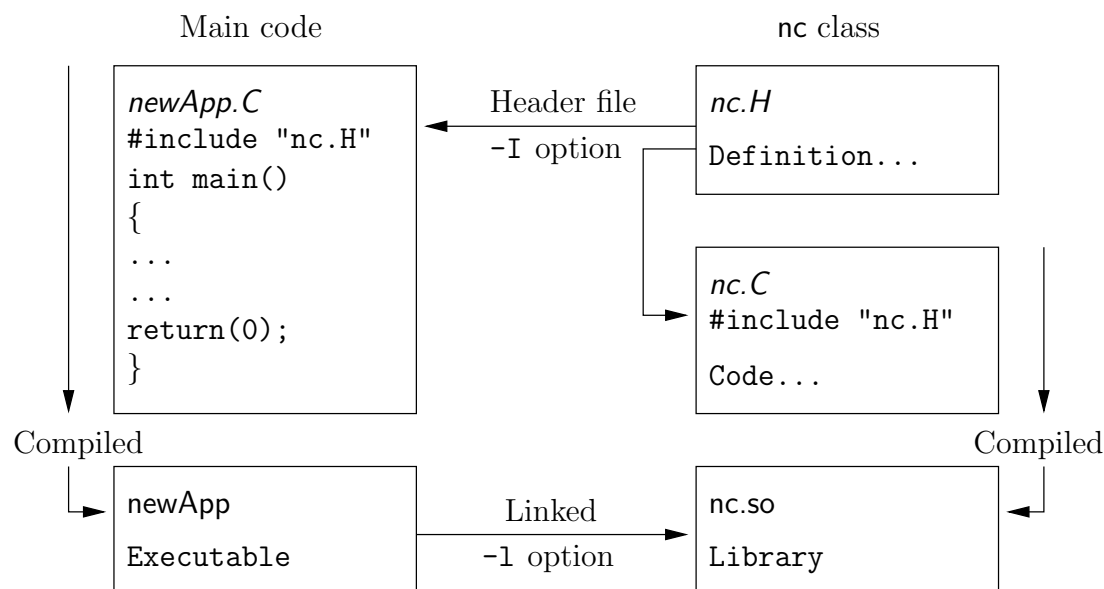 Main code
newApp.C
#include "nc.H"
int main()
{
...
...
return(0);
}
Compiled
newApp
Executable
Header file
-I option
Linked
-l option
nc class
nc.H
Definition...
nc.C
#include "nc.H"
Code...
Compiled
nc.so
Library